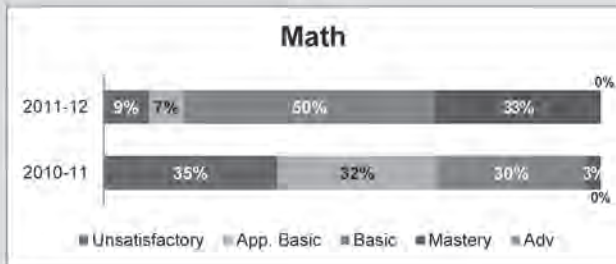 Math
0%
2011-12 9% 7% 50% 33%
2010-11 35% 32% 30% 3%
0%
Unsatisfactory App. Basic Basic Mastery Adv